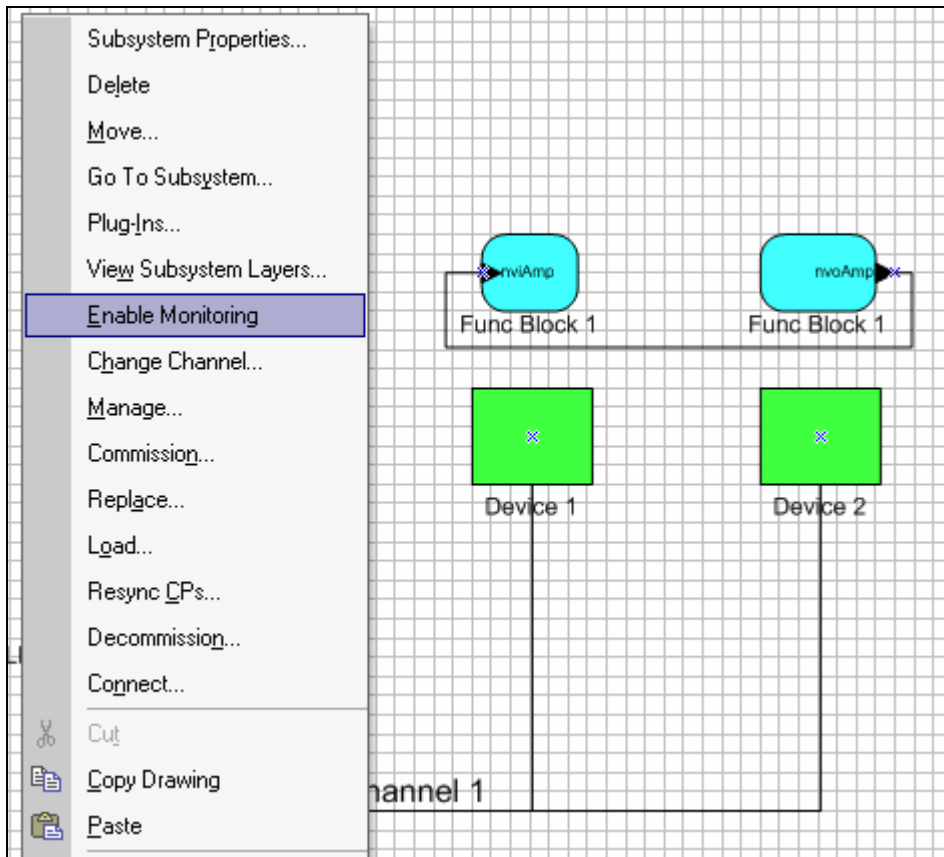 Subsystem Properties...
Delete
Move...
Go To Subsystem...
Plug-Ins...
View Subsystem Layers...
Enable Monitoring
Change Channel...
Manage...
Commission...
Replace...
Load...
Resync CPs...
Decommission...
Connect...
Cut
Copy Drawing
Paste
nviAmp
nvoAmp
Func Block 1
Func Block 1
Device 1
Device 2
hannel 1